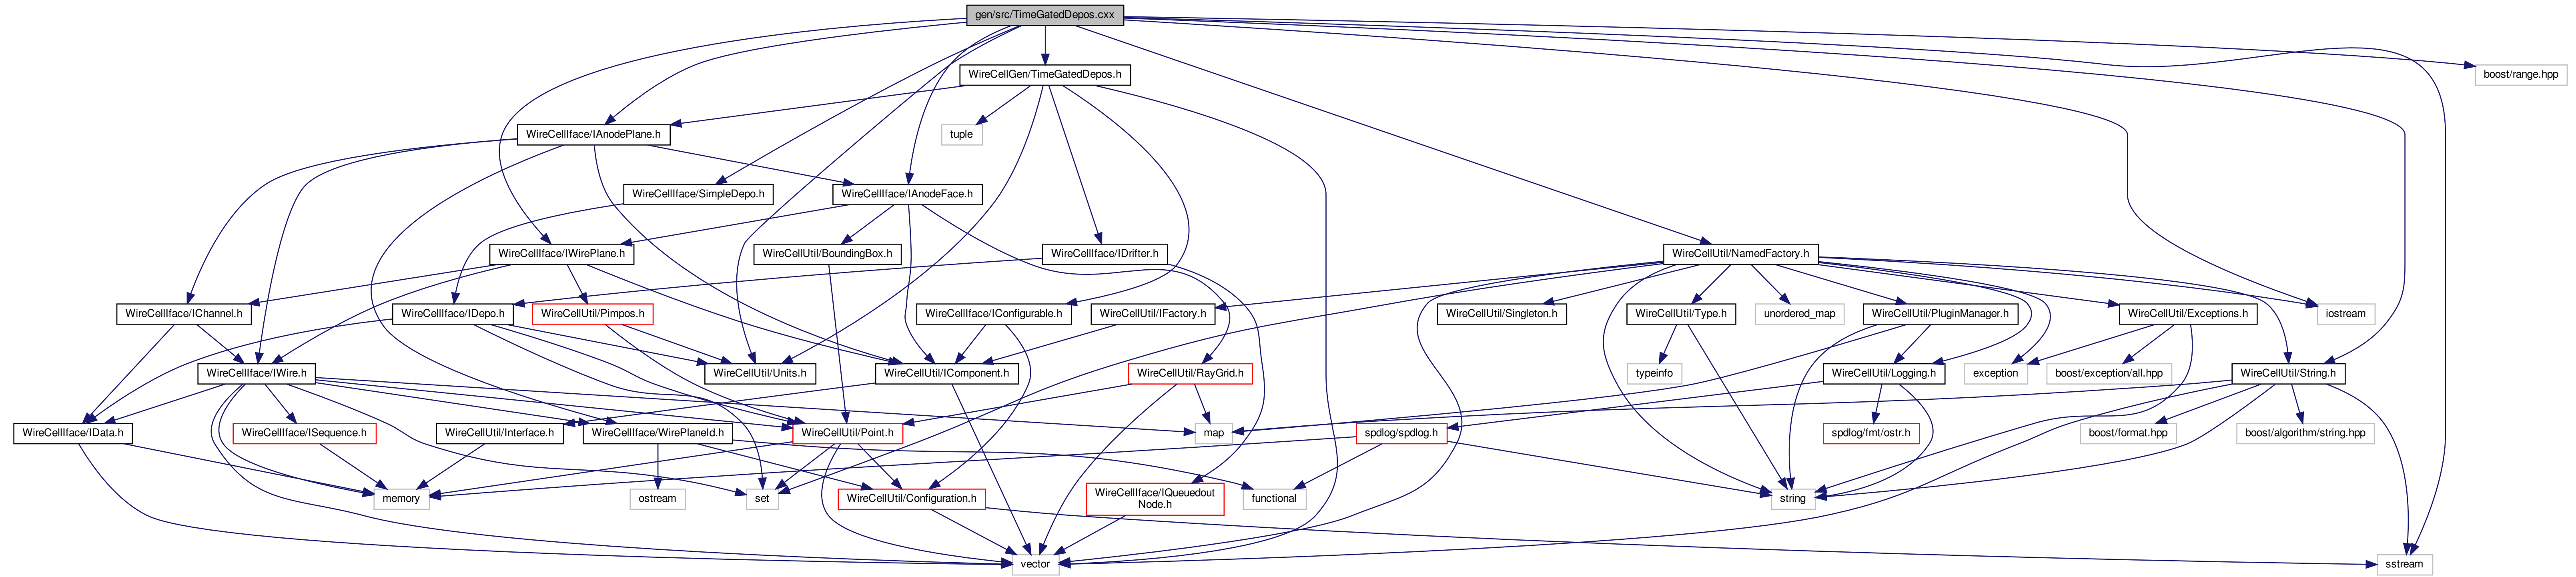 gen/src/TimeGatedDepos.cxx
WireCellGen/TimeGatedDepos.h
boost/range.hpp
WireCellIface/IAnodePlane.h
tuple
WireCellIface/SimpleDepo.h
WireCellIface/IAnodeFace.h
WireCellIface/IWirePlane.h
WireCellUtil/BoundingBox.h
WireCellIface/IDrifter.h
WireCellUtil/NamedFactory.h
WireCellIface/IChannel.h
WireCellIface/IDepo.h
WireCellUtil/Pimpos.h
WireCellIface/IConfigurable.h
WireCellUtil/IFactory.h
WireCellUtil/Singleton.h
WireCellUtil/Type.h
unordered_map
WireCellUtil/PluginManager.h
WireCellUtil/Exceptions.h
iostream
WireCellIface/IWire.h
WireCellUtil/Units.h
WireCellUtil/IComponent.h
WireCellUtil/RayGrid.h
typeinfo
WireCellUtil/Logging.h
exception
boost/exception/all.hpp
WireCellUtil/String.h
WireCellIface/IData.h
WireCellIface/ISequence.h
WireCellUtil/Interface.h
WireCellIface/WirePlaneId.h
WireCellUtil/Point.h
map
spdlog/spdlog.h
spdlog/fmt/ostr.h
boost/format.hpp
boost/algorithm/string.hpp
memory
ostream
set
WireCellUtil/Configuration.h
WireCellIface/IQueuedout
Node.h
functional
string
vector
sstream